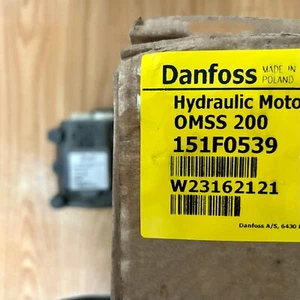 Danfoss MADE IN
POLAND
Hydraulic Moto
OMSS 200
151F0539
W23162121
Danfoss A/S, 6430